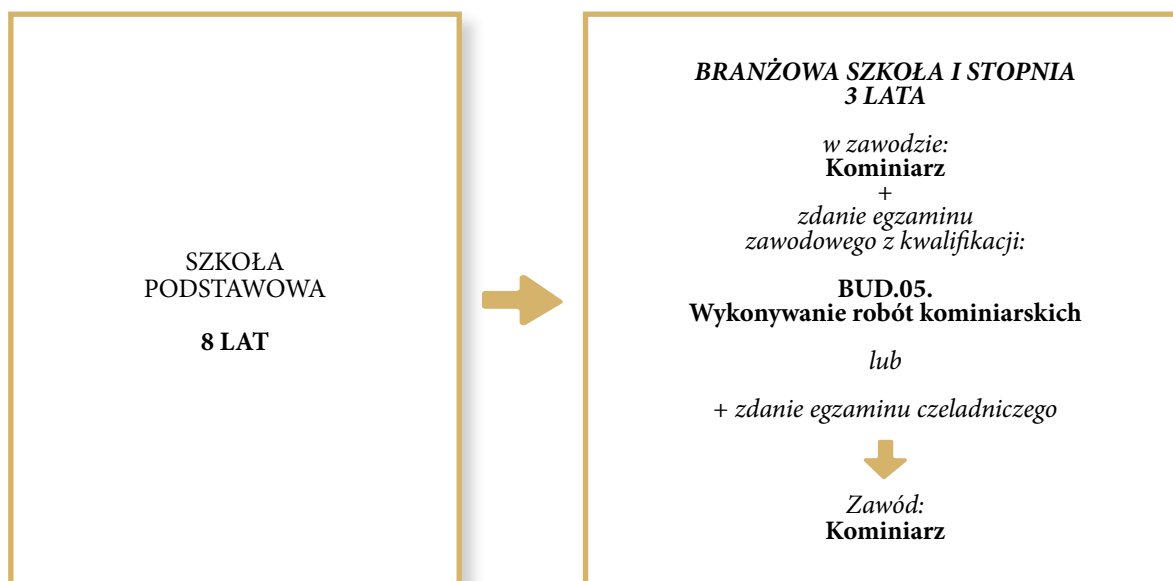 SZKOŁA
PODSTAWOWA
8 LAT
BRANŻOWA SZKOŁA I STOPNIA
3 LATA
w zawodzie:
Kominiarz
+
zdanie egzaminu
zawodowego z kwalifikacji:
BUD.05.
Wykonywanie robót kominiarskich
lub
+ zdanie egzaminu czeladniczego
Zawód:
Kominiarz